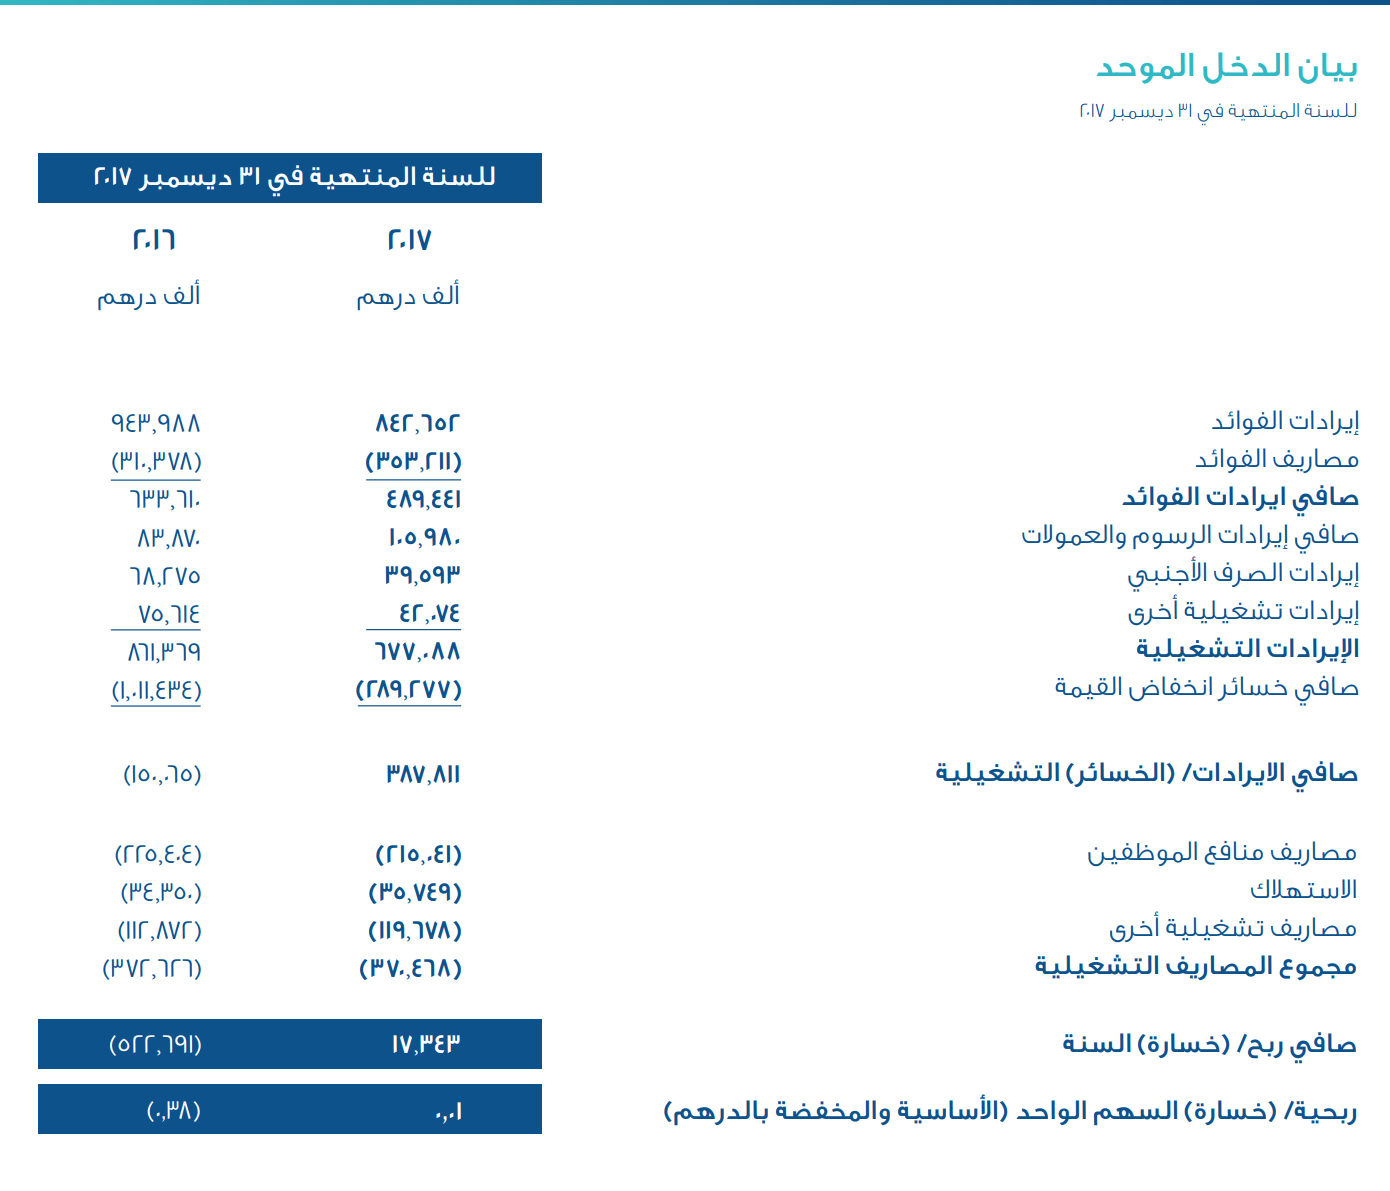 بيان الدخل الموحد
للسنة المنتهية في ٣١ ديسمبر ٢٠١٧
للسنة المنتهية في ٣١ ديسمبر ٢٠١٧
٢٠١٧ ٢٠١٦
ألف درهم ألف درهم
إيرادات الفوائد ٨٤٢,٦٥٢ ٩٤٣,٩٨٨
مصاريف الفوائد (٣٥٣,٢١١) (٣١٠,٣٧٨)
صافي ايرادات الفوائد ٤٨٩,٤٤١ ٦٣٣,٦١٠
صافي إيرادات الرسوم والعمولات ١٠٥,٩٨٠ ٨٣,٨٧٠
إيرادات الصرف الأجنبي ٣٩,٥٩٣ ٦٨,٢٧٥
إيرادات تشغيلية أخرى ٤٢,٠٧٤ ٧٥,٦١٤
الإيرادات التشغيلية ٦٧٧,٠٨٨ ٨٦١,٣٦٩
صافي خسائر انخفاض القيمة (٢٨٩,٢٧٧) (١,٠١١,٤٣٤)
صافي الايرادات/ (الخسائر) التشغيلية ٣٨٧,٨١١ (١٥٠,٠٦٥)
مصاريف منافع الموظفين (٢١٥,٠٤١) (٢٢٥,٤٠٤)
الاستهلاك (٣٥,٧٤٩) (٣٤,٣٥٠)
مصاريف تشغيلية أخرى (١١٩,٦٧٨) (١١٢,٨٧٢)
مجموع المصاريف التشغيلية (٣٧٠,٤٦٨) (٣٧٢,٦٢٦)
صافي ربح/ (خسارة) السنة ١٧,٣٤٣ (٥٢٢,٦٩١)
ربحية/ (خسارة) السهم الواحد (الأساسية والمخفضة بالدرهم) ٠,٠١ (٠,٣٨)